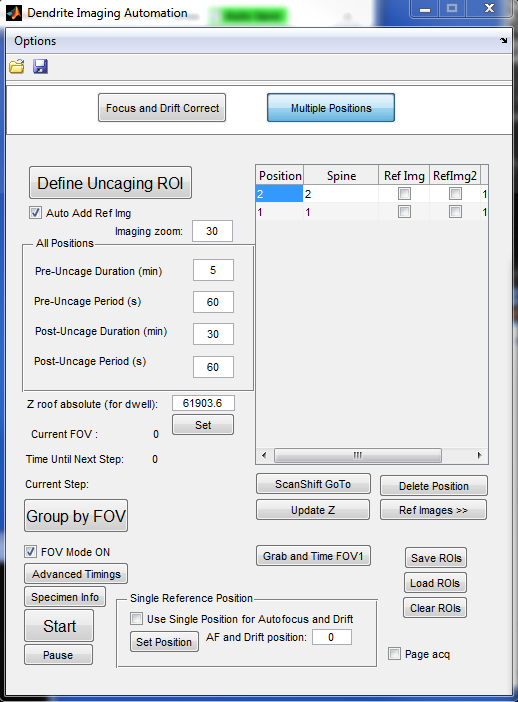 Dendrite Imaging Automation
Options
Focus and Drift Correct
Multiple Positions
Define Uncaging ROI
Auto Add Ref Img
Imaging zoom: 30
All Positions
Pre-Uncage Duration (min) 5
Pre-Uncage Period (s) 60
Post-Uncage Duration (min) 30
Post-Uncage Period (s) 60
Z roof absolute (for dwell): 61903.6
Set
Current FOV : 0
Time Until Next Step: 0
Current Step:
Group by FOV
FOV Mode ON
Advanced Timings
Specimen Info
Start
Pause
Position Spine Ref Img RefImg2
2 2 1
1 1 1
ScanShift GoTo
Delete Position
Update Z
Ref Images >>
Grab and Time FOV1
Save ROIs
Load ROIs
Clear ROIs
Single Reference Position
Use Single Position for Autofocus and Drift
Set Position
AF and Drift position: 0
Page acq